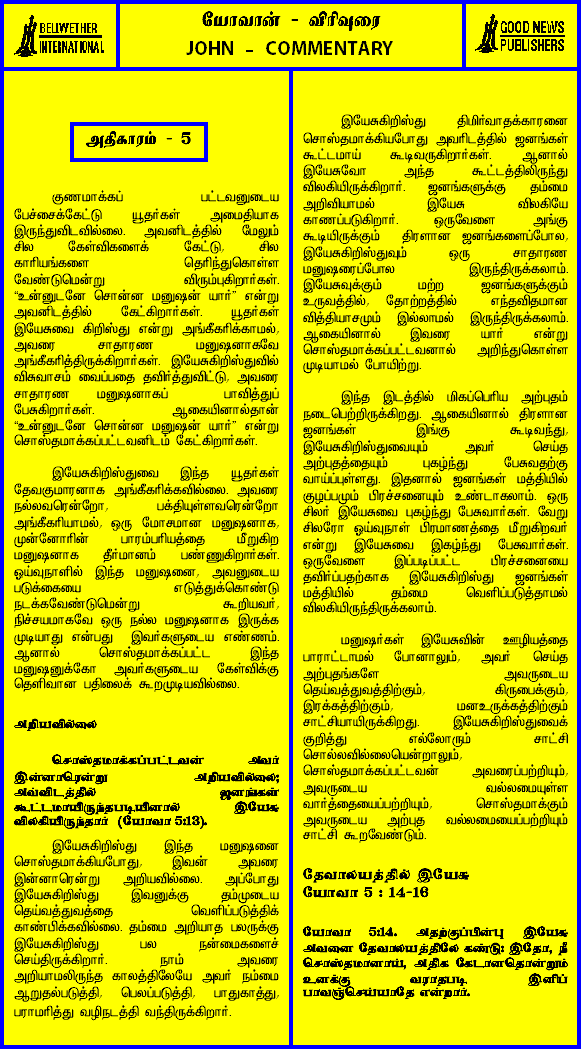 BELWETHER
INTERNATIONAL
யோவான் - விரிவுரை
JOHN - COMMENTARY
GOOD NEWS
PUBLISHERS
அதிகாரம் - 5
குணமாக்கப் பட்டவனுடைய
பேச்சைக்கேட்டு யூதர்கள் அமைதியாக
இருந்துவிடவில்லை. அவனிடத்தில் மேலும்
சில கேள்விகளைக் கேட்டு, சில
காரியங்களை தெரிந்துகொள்ள
வேண்டுமென்று விரும்புகிறார்கள்.
“உன்னுடனே சொன்ன மனுஷன் யார்” என்று
அவனிடத்தில் கேட்கிறார்கள். யூதர்கள்
இயேசுவை கிறிஸ்து என்று அங்கீகரிக்காமல்,
அவரை சாதாரண மனுஷனாகவே
அங்கீகரித்திருக்கிறார்கள். இயேசுகிறிஸ்துவில்
விசுவாசம் வைப்பதை தவிர்த்துவிட்டு, அவரை
சாதாரண மனுஷனாகப் பாவித்துப்
பேசுகிறார்கள். ஆகையினால்தான்
“உன்னுடனே சொன்ன மனுஷன் யார்” என்று
சொஸ்தமாக்கப்பட்டவனிடம் கேட்கிறார்கள்.
இயேசுகிறிஸ்துவை இந்த யூதர்கள்
தேவகுமாரனாக அங்கீகரிக்கவில்லை. அவரை
நல்லவரென்றோ, பக்தியுள்ளவரென்றோ
அங்கீகரியாமல், ஒரு மோசமான மனுஷனாக,
முன்னோரின் பாரம்பரியத்தை மீறுகிற
மனுஷனாக தீர்மானம் பண்ணுகிறார்கள்.
ஓய்வுநாளில் இந்த மனுஷனை, அவனுடைய
படுக்கையை எடுத்துக்கொண்டு
நடக்கவேண்டுமென்று கூறியவர்,
நிச்சயமாகவே ஒரு நல்ல மனுஷனாக இருக்க
முடியாது என்பது இவர்களுடைய எண்ணம்.
ஆனால் சொஸ்தமாக்கப்பட்ட இந்த
மனுஷனுக்கோ அவர்களுடைய கேள்விக்கு
தெளிவான பதிலைக் கூறமுடியவில்லை.
அறியவில்லை
சொஸ்தமாக்கப்பட்டவன் அவர்
இன்னாரென்று அறியவில்லை;
அவ்விடத்தில் ஜனங்கள்
கூட்டமாயிருந்தபடியினால் இயேசு
விலகியிருந்தார் (யோவா 5:13).
இயேசுகிறிஸ்து இந்த மனுஷனை
சொஸ்தமாக்கியபோது, இவன் அவரை
இன்னாரென்று அறியவில்லை. அப்போது
இயேசுகிறிஸ்து இவனுக்கு தம்முடைய
தெய்வத்துவத்தை வெளிப்படுத்திக்
காண்பிக்கவில்லை. தம்மை அறியாத பலருக்கு
இயேசுகிறிஸ்து பல நன்மைகளைச்
செய்திருக்கிறார். நாம் அவரை
அறியாமலிருந்த காலத்திலேயே அவர் நம்மை
ஆறுதல்படுத்தி, பெலப்படுத்தி, பாதுகாத்து,
பராமரித்து வழிநடத்தி வந்திருக்கிறார்.
இயேசுகிறிஸ்து திமிர்வாதக்காரனை
சொஸ்தமாக்கியபோது அவரிடத்தில் ஜனங்கள்
கூட்டமாய் கூடிவருகிறார்கள். ஆனால்
இயேசுவோ அந்த கூட்டத்திலிருந்து
விலகியிருக்கிறார். ஜனங்களுக்கு தம்மை
அறிவியாமல் இயேசு விலகியே
காணப்படுகிறார். ஒருவேளை அங்கு
கூடியிருக்கும் திரளான ஜனங்களைப்போல,
இயேசுகிறிஸ்துவும் ஒரு சாதாரண
மனுஷரைப்போல இருந்திருக்கலாம்.
இயேசுவுக்கும் மற்ற ஜனங்களுக்கும்
உருவத்தில், தோற்றத்தில் எந்தவிதமான
வித்தியாசமும் இல்லாமல் இருந்திருக்கலாம்.
ஆகையினால் இவரை யார் என்று
சொஸ்தமாக்கப்பட்டவனால் அறிந்துகொள்ள
முடியாமல் போயிற்று.
இந்த இடத்தில் மிகப்பெரிய அற்புதம்
நடைபெற்றிருக்கிறது. ஆகையினால் திரளான
ஜனங்கள் இங்கு கூடிவந்து,
இயேசுகிறிஸ்துவையும் அவர் செய்த
அற்புதத்தையும் புகழ்ந்து பேசுவதற்கு
வாய்ப்புள்ளது. இதனால் ஜனங்கள் மத்தியில்
குழப்பமும் பிரச்சனையும் உண்டாகலாம். ஒரு
சிலர் இயேசுவை புகழ்ந்து பேசுவார்கள். வேறு
சிலரோ ஓய்வுநாள் பிரமாணத்தை மீறுகிறவர்
என்று இயேசுவை இகழ்ந்து பேசுவார்கள்.
ஒருவேளை இப்படிப்பட்ட பிரச்சனையை
தவிர்ப்பதற்காக இயேசுகிறிஸ்து ஜனங்கள்
மத்தியில் தம்மை வெளிப்படுத்தாமல்
விலகியிருந்திருக்கலாம்.
மனுஷர்கள் இயேசுவின் ஊழியத்தை
பாராட்டாமல் போனாலும், அவர் செய்த
அற்புதங்களே அவருடைய
தெய்வத்துவத்திற்கும், கிருபைக்கும்,
இரக்கத்திற்கும், மனஉருக்கத்திற்கும்
சாட்சியாயிருக்கிறது. இயேசுகிறிஸ்துவைக்
குறித்து எல்லோரும் சாட்சி
சொல்லவில்லையென்றாலும்,
சொஸ்தமாக்கப்பட்டவன் அவரைப்பற்றியும்,
அவருடைய வல்லமையுள்ள
வார்த்தையைப்பற்றியும், சொஸ்தமாக்கும்
அவருடைய அற்புத வல்லமையைப்பற்றியும்
சாட்சி கூறவேண்டும்.
தேவாலயத்தில் இயேசு
யோவா 5 : 14-16
யோவா 5:14. அதற்குப்பின்பு இயேசு
அவனை தேவாலயத்திலே கண்டு: இதோ, நீ
சொஸ்தமானாய், அதிக கேடானதொன்றும்
உனக்கு வராதபடி இனிப்
பாவஞ்செய்யாதே என்றார்.